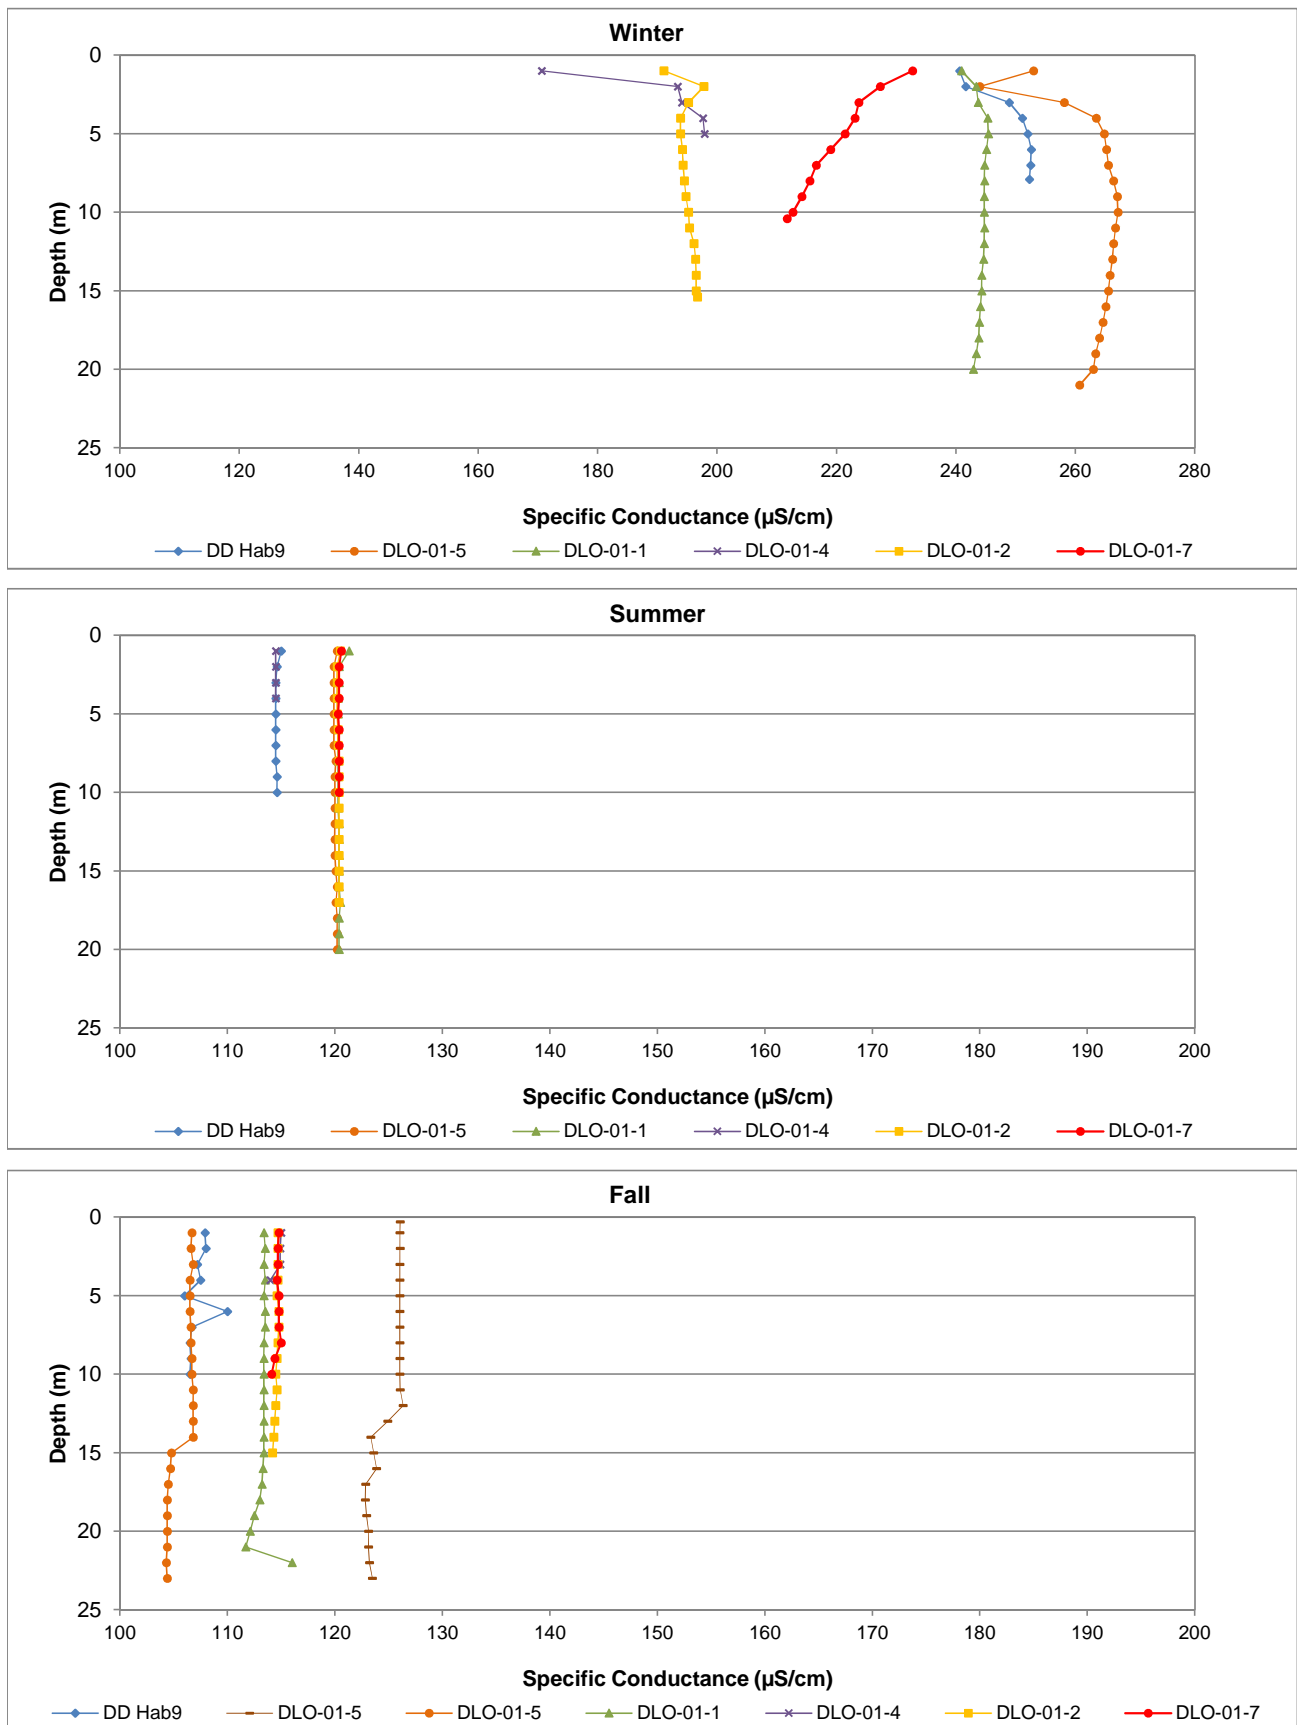 Winter
0
5
10
15
20
25
Depth (m)
100 120 140 160 180 200 220 240 260 280
Specific Conductance (µS/cm)
DD Hab9 DLO-01-5 DLO-01-1 DLO-01-4 DLO-01-2 DLO-01-7
Summer
0
5
10
15
20
25
Depth (m)
100 110 120 130 140 150 160 170 180 190 200
Specific Conductance (µS/cm)
DD Hab9 DLO-01-5 DLO-01-1 DLO-01-4 DLO-01-2 DLO-01-7
Fall
0
5
10
15
20
25
Depth (m)
100 110 120 130 140 150 160 170 180 190 200
Specific Conductance (µS/cm)
DD Hab9 DLO-01-5 DLO-01-5 DLO-01-1 DLO-01-4 DLO-01-2 DLO-01-7